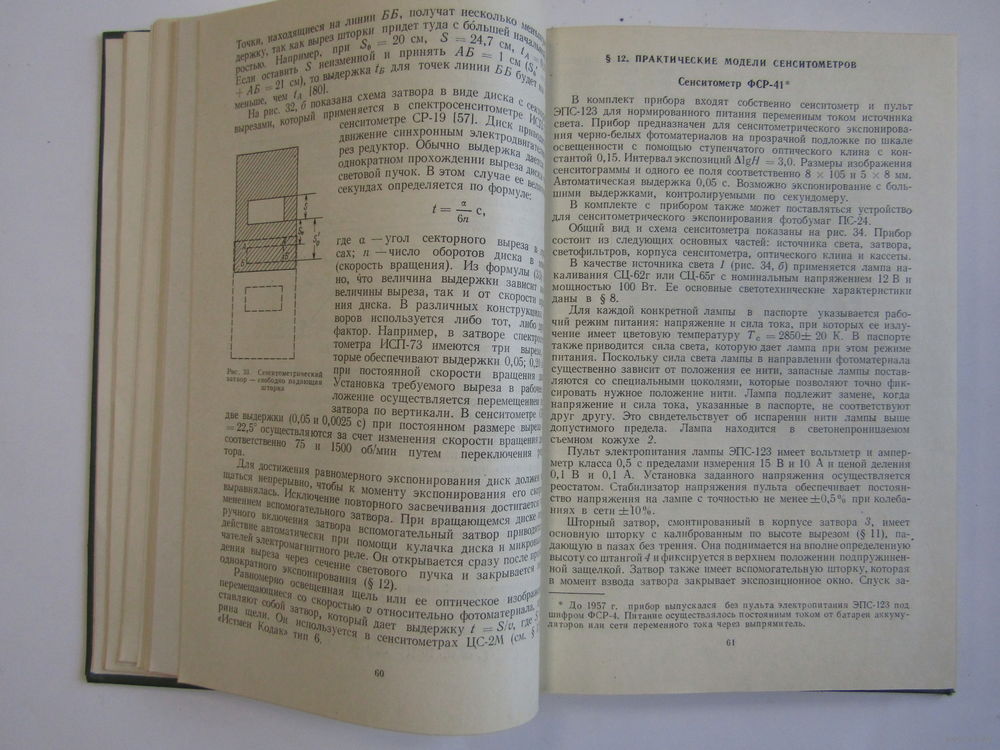 Точки, находящиеся на линии ББ, получат несколько
держку, так как вырез шторки придет туда с бо́льшей
ростью. Например, при S₀ = 20 см, S = 24,7 см, t_A =
Если оставить S неизменной и принять АБ = 1 см (S₀
+ АБ = 21 см), то выдержка t_Б для точек линии ББ будет
меньше, чем t_A [80].
На рис. 32, б показана схема затвора в виде диска с
вырезами, который применяется в спектросенситометре
сенситометре СР-19 [57]. Диск
движение синхронным
рез редуктор. Обычно выдержка
однократном прохождении выреза
световой пучок. В этом случае ее
секундах определяется по формуле:
t = α/6n с,
где α — угол секторного выреза в
сах; n — число оборотов диска в
(скорость вращения). Из формулы
но, что величина выдержки зависит
величины выреза, так и от скорости
ния диска. В различных
воров используется либо тот, либо
фактор. Например, в затворе
тометра ИСП-73 имеются три
торые обеспечивают выдержки 0,05;
при постоянной скорости вращения
Установка требуемого выреза в
ложение осуществляется
затвора по вертикали. В сенситометре
Рис. 33. Сенситометрический
затвор — свободно падающая
шторка
две выдержки (0,05 и 0,0025 с) при постоянном размере
= 22,5° осуществляются за счет изменения скорости вращения
соответственно 75 и 1500 об/мин путем переключения
тора.
Для достижения равномерного экспонирования диск должен
щаться непрерывно, чтобы к моменту экспонирования его
выравнялась. Исключение повторного засвечивания достигается
менением вспомогательного затвора. При вращающемся диске
ручного включения затвора вспомогательный затвор
действие автоматически при помощи кулачка диска и
чателей электромагнитного реле. Он открывается сразу после
дения выреза через сечение светового пучка и закрывается
однократного экспонирования (§ 12).
Равномерно освещенная щель или ее оптическое
перемещающиеся со скоростью v относительно фотоматериала,
ставляют собой затвор, который дает выдержку t = S/v, где S
рина щели. Он используется в сенситометрах ЦС-2М (см. §
«Истмен Кодак» тип 6.
60
§ 12. ПРАКТИЧЕСКИЕ МОДЕЛИ СЕНСИТОМЕТРОВ
Сенситометр ФСР-41*
В комплект прибора входят собственно сенситометр и пульт
ЭПС-123 для нормированного питания переменным током источника
света. Прибор предназначен для сенситометрического экспонирова-
ния черно-белых фотоматериалов на прозрачной подложке по шкале
освещенности с помощью ступенчатого оптического клина с кон-
стантой 0,15. Интервал экспозиций ΔlgH = 3,0. Размеры изображения
сенситограммы и одного ее поля соответственно 8 × 105 и 5 × 8 мм.
Автоматическая выдержка 0,05 с. Возможно экспонирование с боль-
шими выдержками, контролируемыми по секундомеру.
В комплекте с прибором также может поставляться устройство
для сенситометрического экспонирования фотобумаг ПС-24.
Общий вид и схема сенситометра показаны на рис. 34. Прибор
состоит из следующих основных частей: источника света, затвора,
светофильтров, корпуса сенситометра, оптического клина и кассеты.
В качестве источника света 1 (рис. 34, б) применяется лампа на-
каливания СЦ-62г или СЦ-65г с номинальным напряжением 12 В и
мощностью 100 Вт. Ее основные светотехнические характеристики
даны в § 8.
Для каждой конкретной лампы в паспорте указывается рабо-
чий режим питания: напряжение и сила тока, при которых ее излу-
чение имеет цветовую температуру T_c = 2850± 20 К. В паспорте
также приводится сила света, которую дает лампа при этом режиме
питания. Поскольку сила света лампы в направлении фотоматериала
существенно зависит от положения ее нити, запасные лампы постав-
ляются со специальными цоколями, которые позволяют точно фик-
сировать нужное положение нити. Лампа подлежит замене, когда
напряжение и сила тока, указанные в паспорте, не соответствуют
друг другу. Это свидетельствует об испарении нити лампы выше
допустимого предела. Лампа находится в светонепроницаемом
съемном кожухе 2.
Пульт электропитания лампы ЭПС-123 имеет вольтметр и ампер-
метр класса 0,5 с пределами измерения 15 В и 10 А и ценой деления
0,1 В и 0,1 А. Установка заданного напряжения осуществляется
реостатом. Стабилизатор напряжения пульта обеспечивает постоян-
ство напряжения на лампе с точностью не менее ±0,5% при колеба-
ниях в сети ±10%.
Шторный затвор, смонтированный в корпусе затвора 3, имеет
основную шторку с калиброванным по высоте вырезом (§ 11), па-
дающую в пазах без трения. Она поднимается на вполне определенную
высоту со штангой 4 и фиксируется в верхнем положении подпружинен-
ной защелкой. Затвор также имеет вспомогательную шторку, которая
в момент взвода затвора закрывает экспозиционное окно. Спуск за-
* До 1957 г. прибор выпускался без пульта электропитания ЭПС-123 под
шифром ФСР-4. Питание осуществлялось постоянным током от батареи аккуму-
ляторов или сети переменного тока через выпрямитель.
61